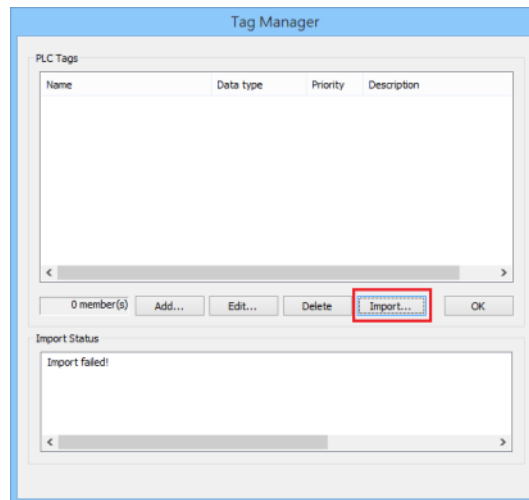 Tag Manager
PLC Tags
Name Data type Priority Description
0 member(s) Add... Edit... Delete Import... OK
Import Status
Import failed!